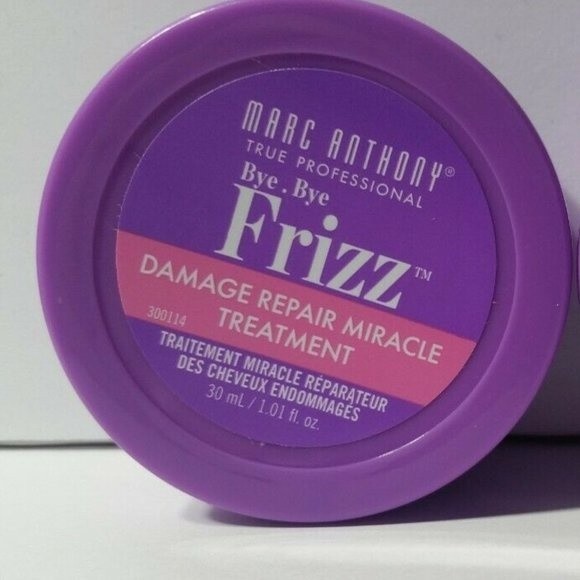 MARC ANTHONY®
TRUE PROFESSIONAL
Bye . Bye
Frizz™
DAMAGE REPAIR MIRACLE
TREATMENT
300114
TRAITEMENT MIRACLE RÉPARATEUR
DES CHEVEUX ENDOMMAGÉS
30 mL / 1.01 fl. oz.